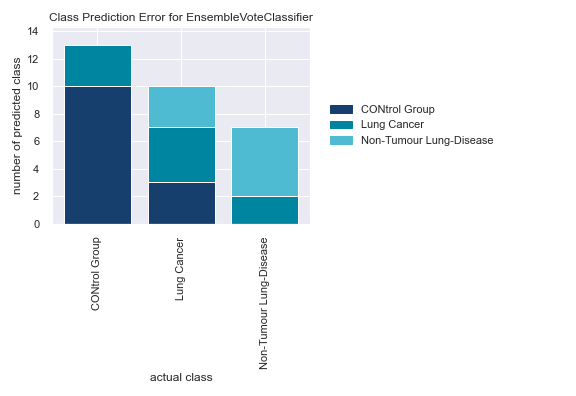 Class Prediction Error for EnsembleVoteClassifier
number of predicted class
14
12
10
8
6
4
2
0
CONtrol Group
Lung Cancer
Non-Tumour Lung-Disease
actual class
CONtrol Group
Lung Cancer
Non-Tumour Lung-Disease